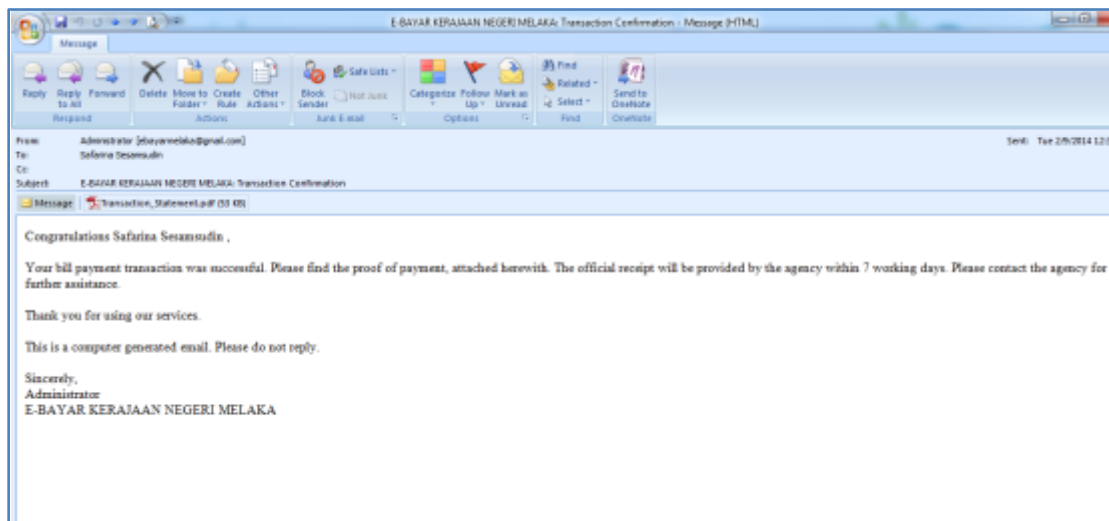 E-BAYAR KERAJAAN NEGERI MELAKA: Transaction Confirmation - Message (HTML)
Message
Reply Reply to All Forward Delete Move to Folder Create Rule Other Actions Block Sender Safe Lists Not Junk Categorize Follow Up Mark as Unread Find Related Select Send to OneNote
Respond Actions Junk E-mail Options Find OneNote
From: Administrator [ebayarmelaka@gmail.com] Sent: Tue 2/9/2014 12:
To: Safarina Sesamsudin
Cc:
Subject: E-BAYAR KERAJAAN NEGERI MELAKA: Transaction Confirmation
Message Transaction_Statement.pdf (53 KB)
Congratulations Safarina Sesamsudin ,
Your bill payment transaction was successful. Please find the proof of payment, attached herewith. The official receipt will be provided by the agency within 7 working days. Please contact the agency for
further assistance.
Thank you for using our services.
This is a computer generated email. Please do not reply.
Sincerely,
Administrator
E-BAYAR KERAJAAN NEGERI MELAKA